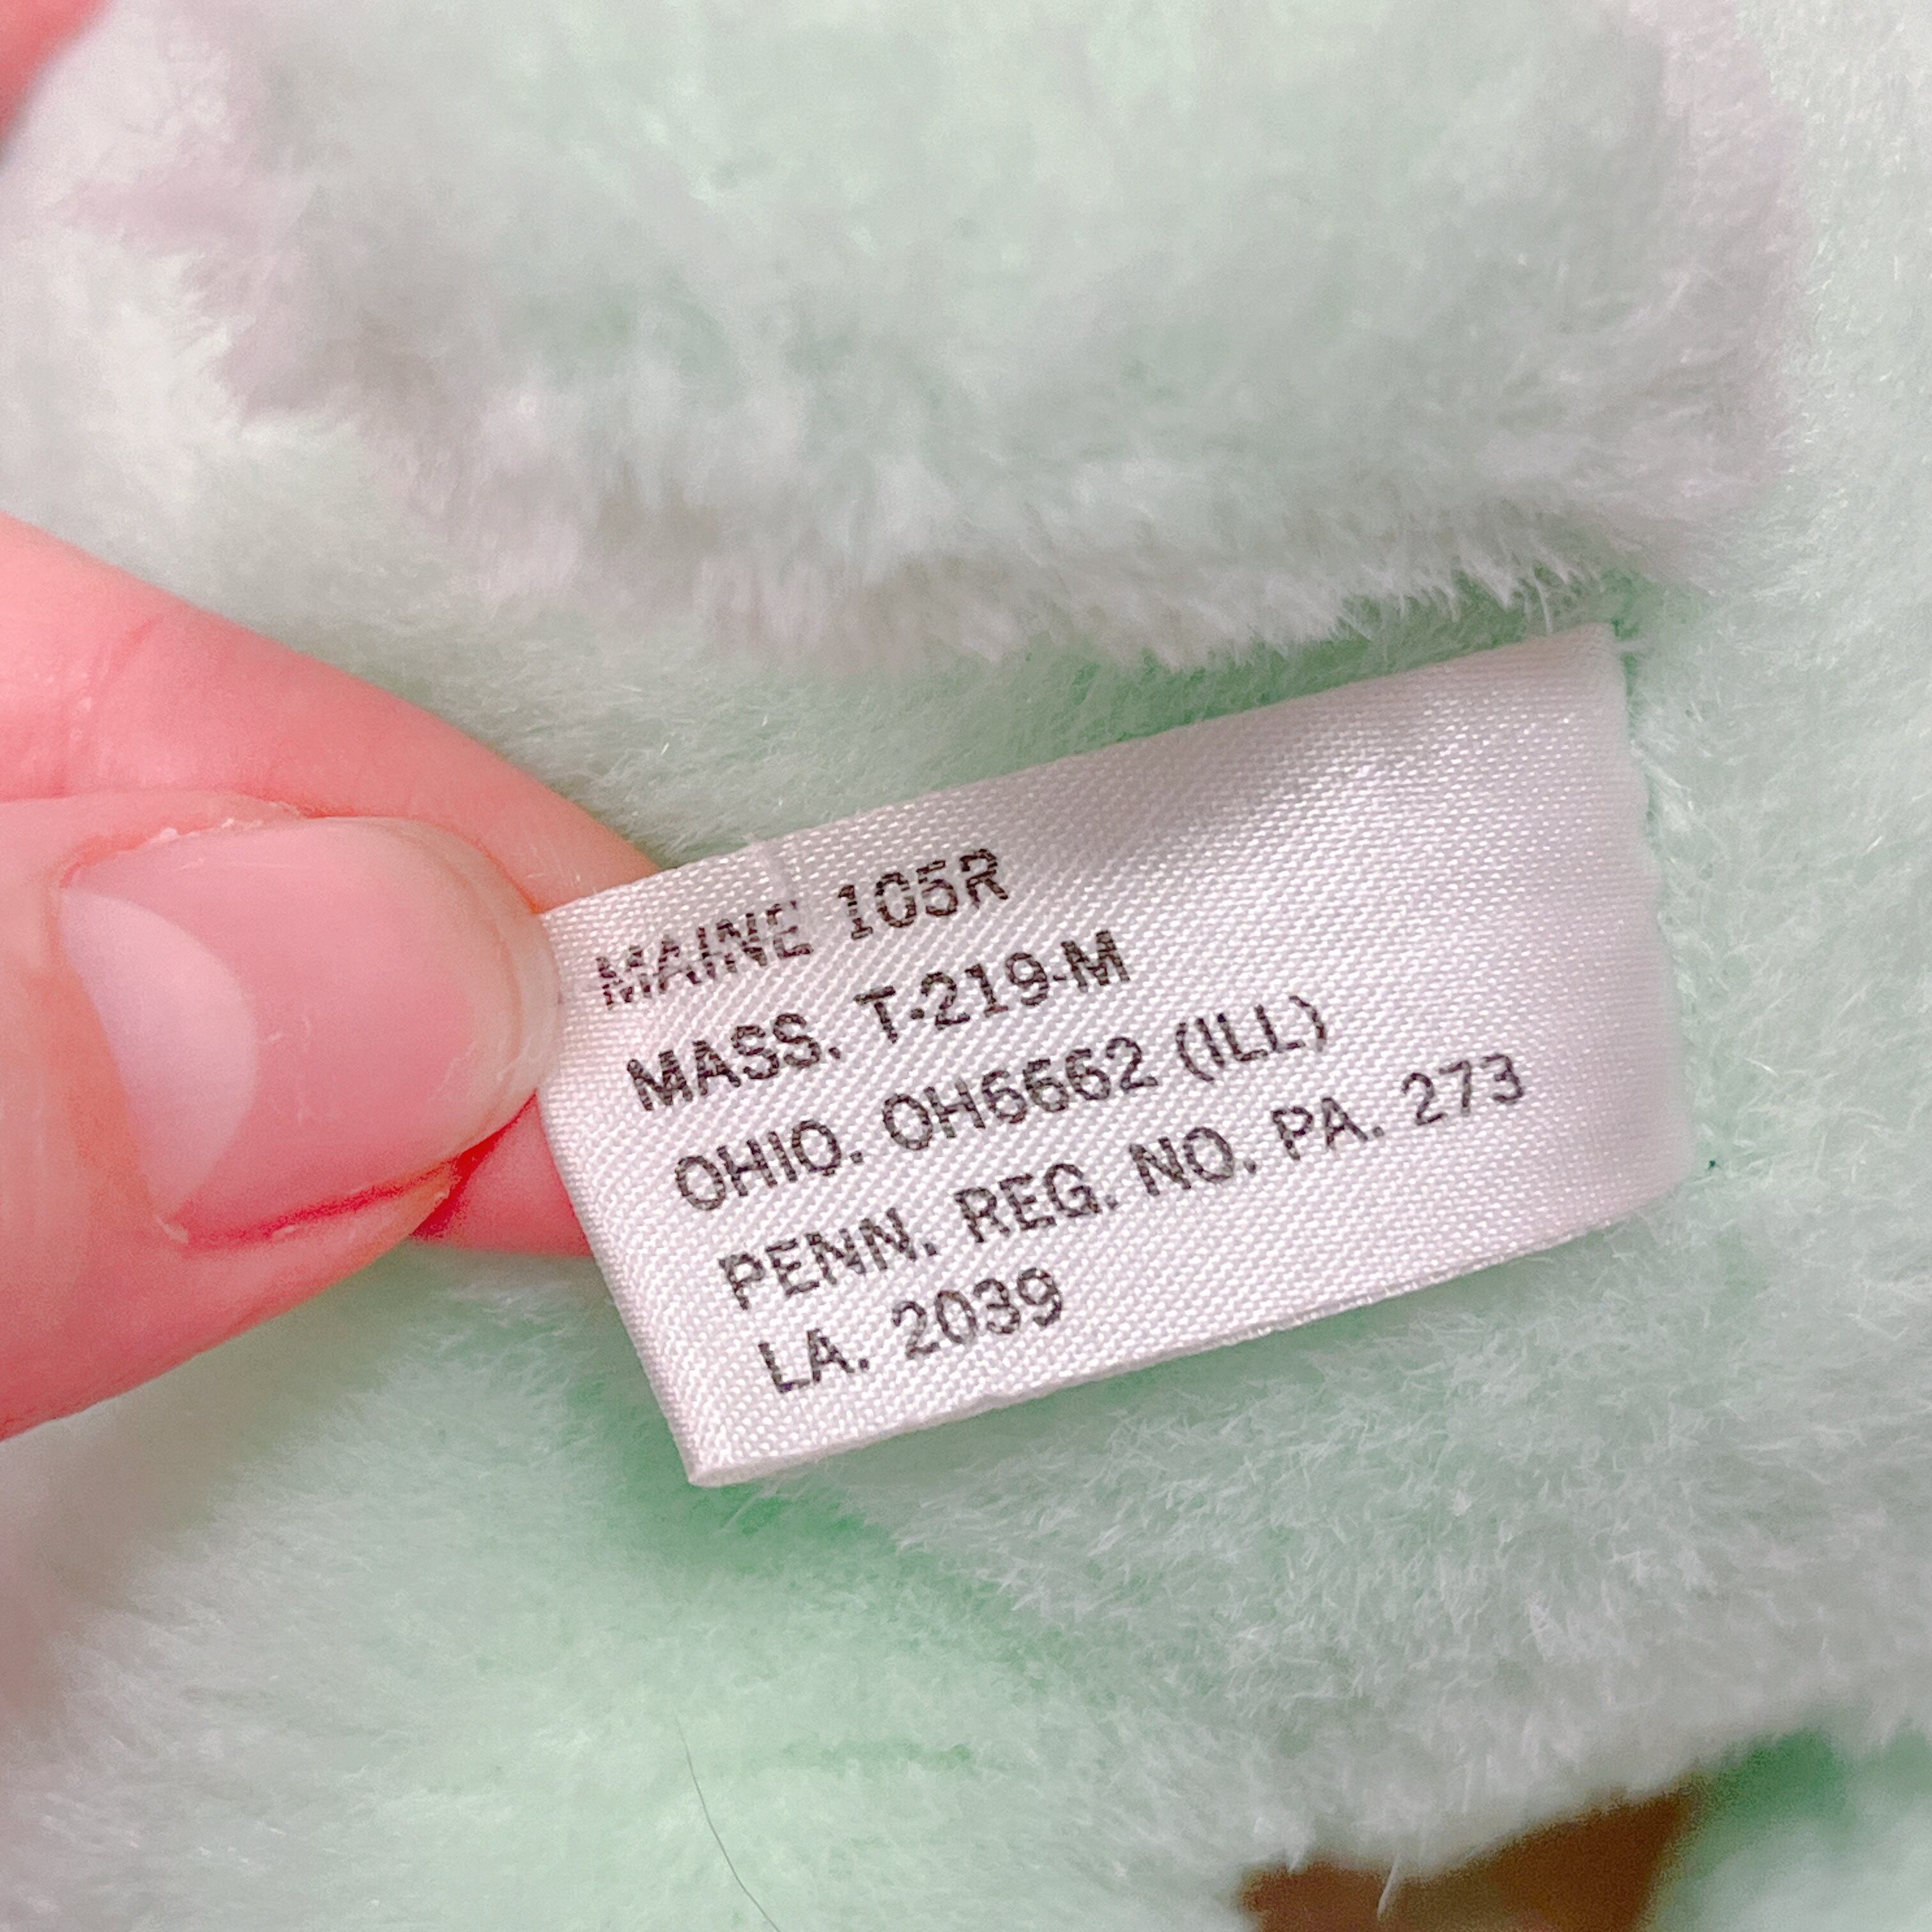 MAINE 105R
MASS. T-219-M
OHIO. OH6662 (ILL)
PENN. REG. NO. PA. 273
LA. 2039